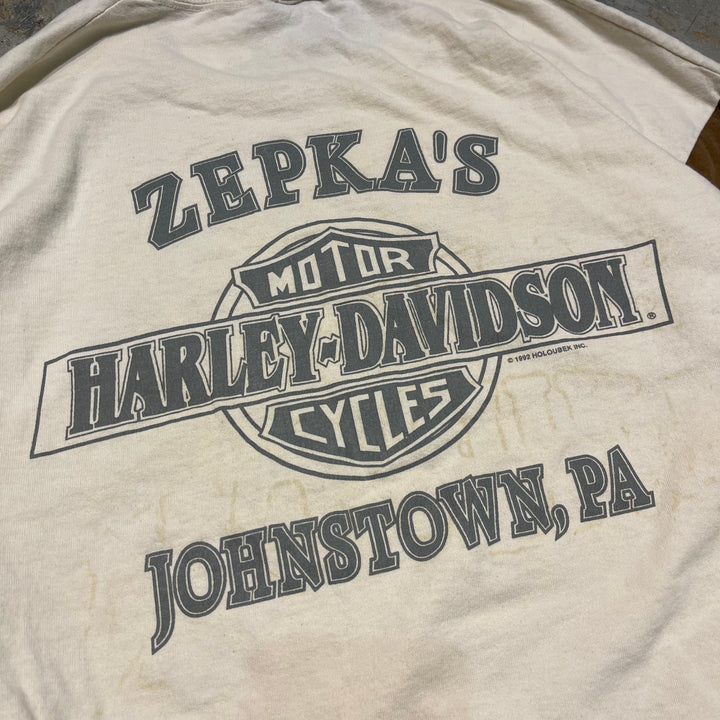 ZEPKA'S
MOTOR
HARLEY-DAVIDSON ®
© 1992 HOLOUBEK INC.
CYCLES
JOHNSTOWN, PA